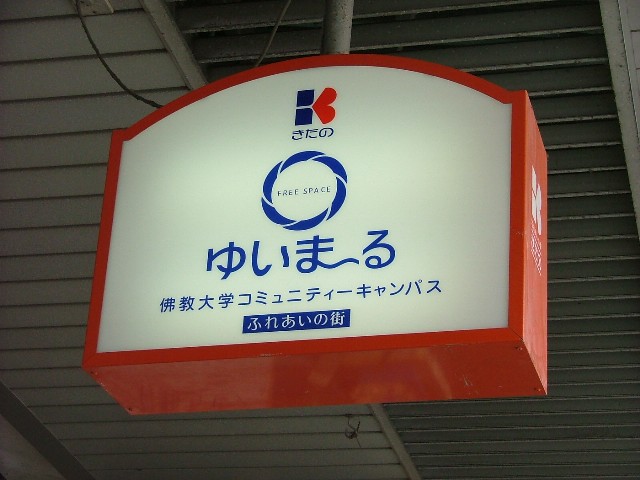 きたの
FREE SPACE
ゆいま～る
佛教大学コミュニティーキャンパス
ふれあいの街